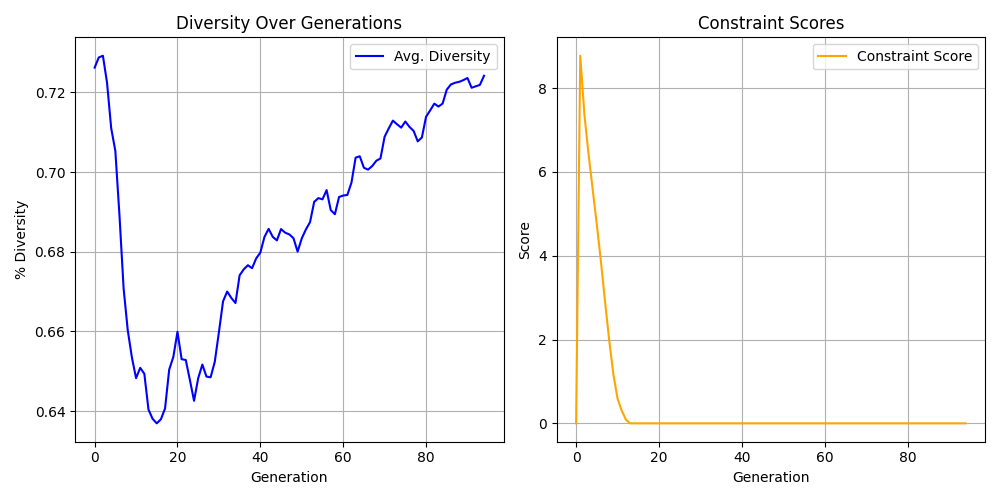 Diversity Over Generations
Avg. Diversity
% Diversity
0.72
0.70
0.68
0.66
0.64
0 20 40 60 80
Generation
Constraint Scores
Constraint Score
Score
8
6
4
2
0
0 20 40 60 80
Generation